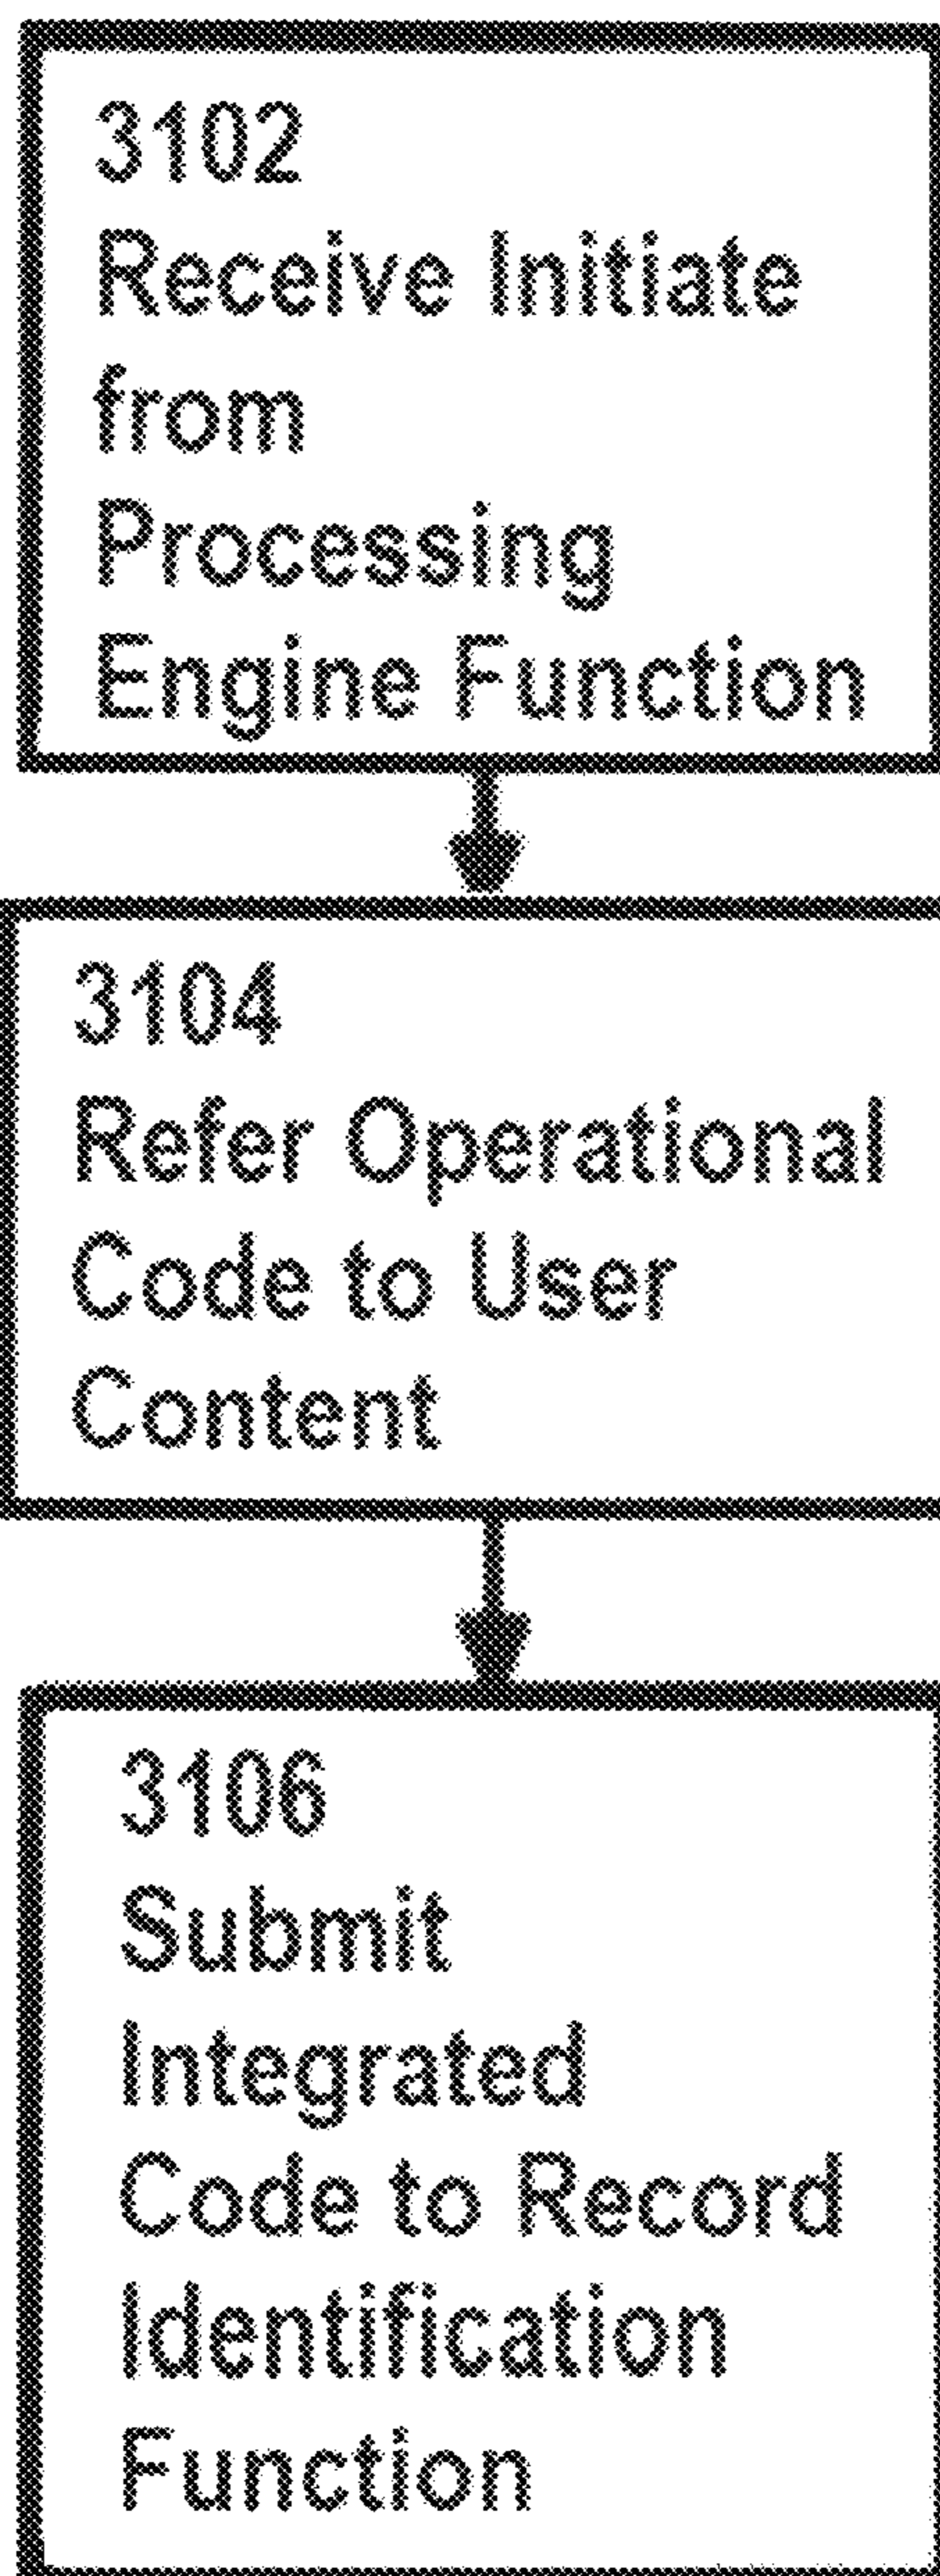 3102
Receive Initiate
from
Processing
Engine Function
3104
Refer Operational
Code to User
Content
3106
Submit
Integrated
Code to Record
Identification
Function